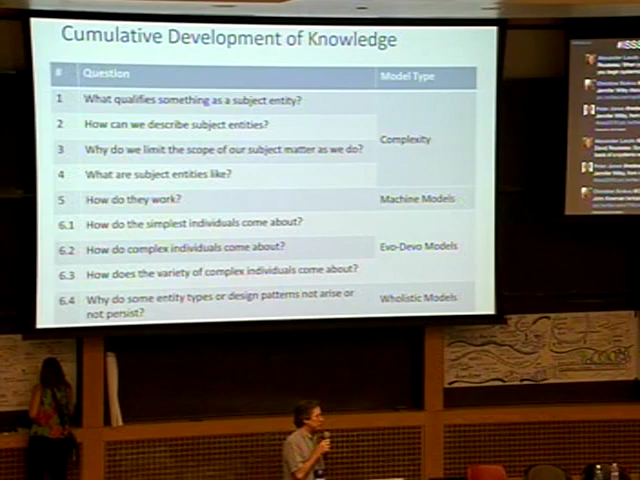 Cumulative Development of Knowledge
# Question Model Type
1 What qualifies something as a subject entity?
2 How can we describe subject entities?
3 Why do we limit the scope of our subject matter as we do?
Complexity
4 What are subject entities like?
5 How do they work? Machine Models
6.1 How do the simplest individuals come about?
6.2 How do complex individuals come about? Evo-Devo Models
6.3 How does the variety of complex individuals come about?
6.4 Why do some entity types or design patterns not arise or
not persist?
Wholistic Models